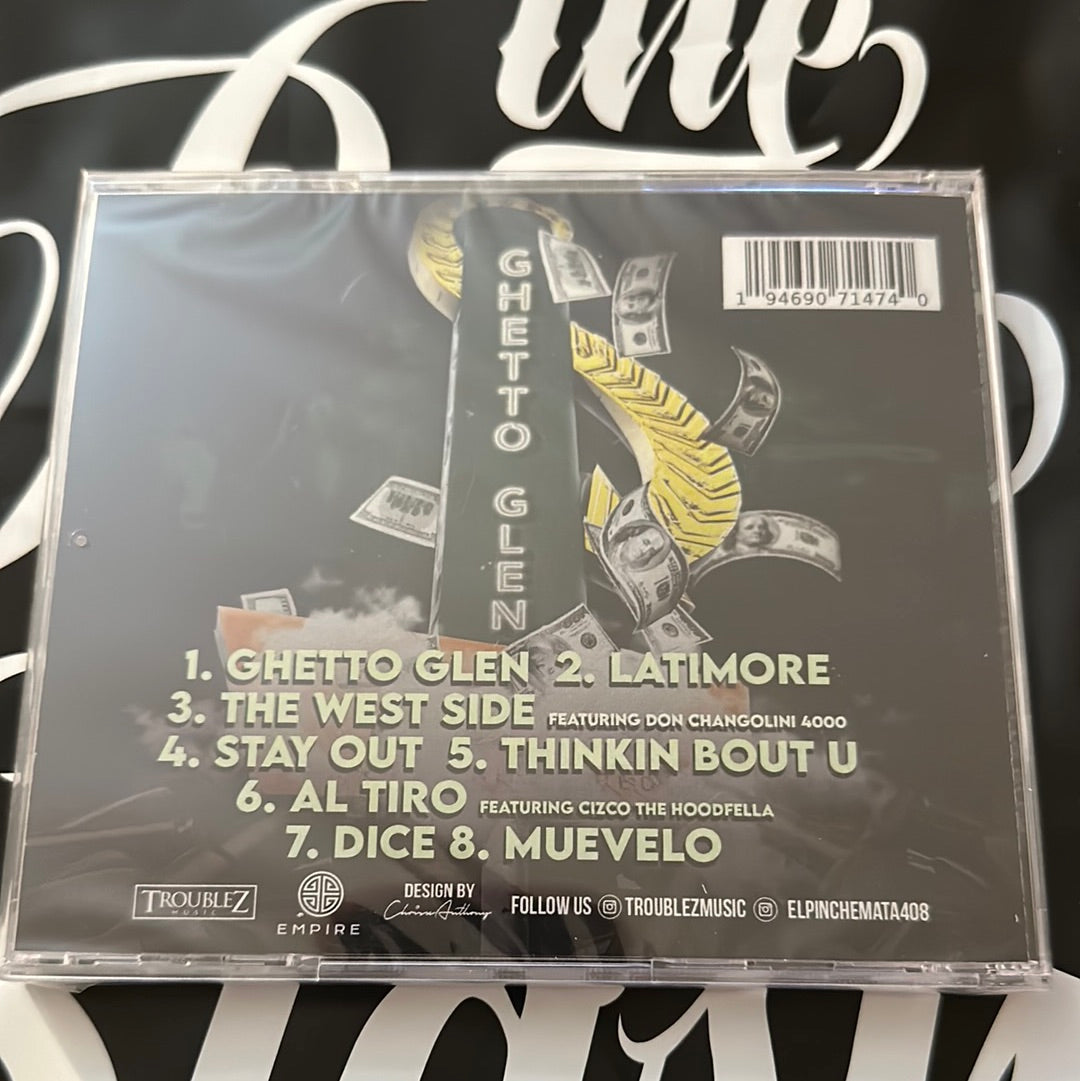 the
GHETTO GLEN
1 94690 71474 0
1. GHETTO GLEN 2. LATIMORE
3. THE WEST SIDE FEATURING DON CHANGOLINI 4000
4. STAY OUT 5. THINKIN BOUT U
6. AL TIRO FEATURING CIZCO THE HOODFELLA
7. DICE 8. MUEVELO
TROUBLEZ
MUSIC
EMPIRE
DESIGN BY
FOLLOW US TROUBLEZMUSIC ELPINCHEMATA408